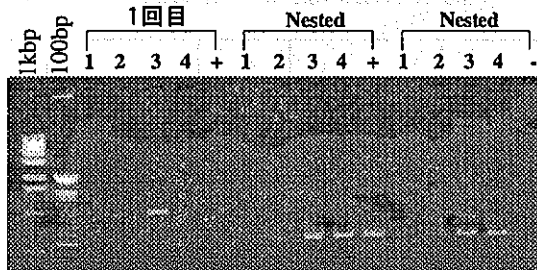 1回目 Nested Nested
1kbp 100bp 1 2 3 4 + 1 2 3 4 + 1 2 3 4 -